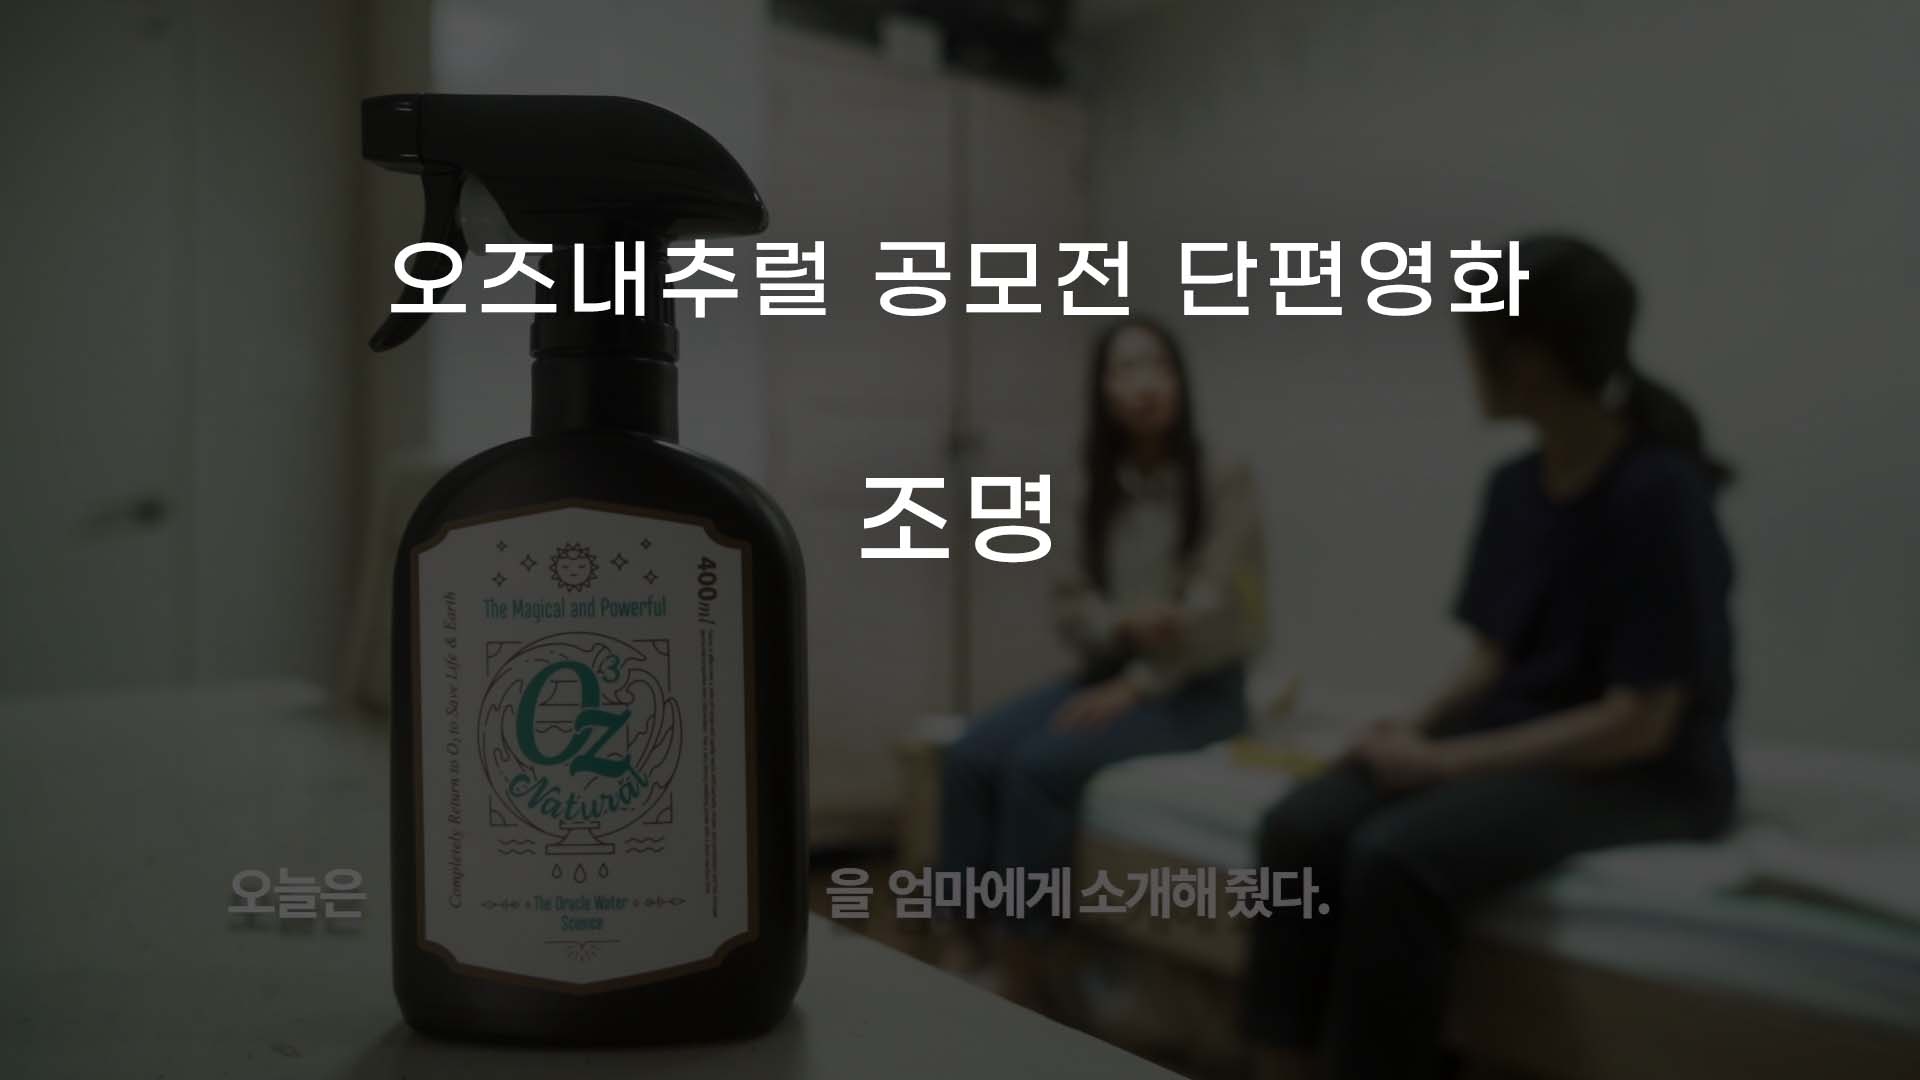 오즈내추럴 공모전 단편영화
조명
The Magical and Powerful
400ml
Completely Return to O₂ to Save Life & Earth
O³z
Natural
The Oracle Water
Science
오늘은 을 엄마에게 소개해 줬다.